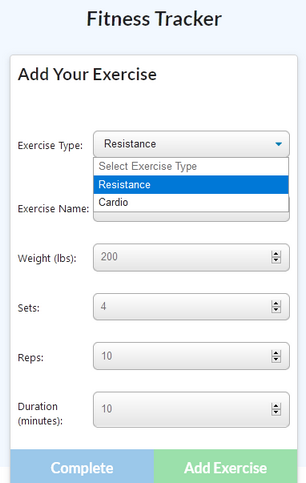 Fitness Tracker
Add Your Exercise
Exercise Type: Resistance
Select Exercise Type
Resistance
Cardio
Exercise Name:
Weight (lbs): 200
Sets: 4
Reps: 10
Duration (minutes): 10
Complete Add Exercise